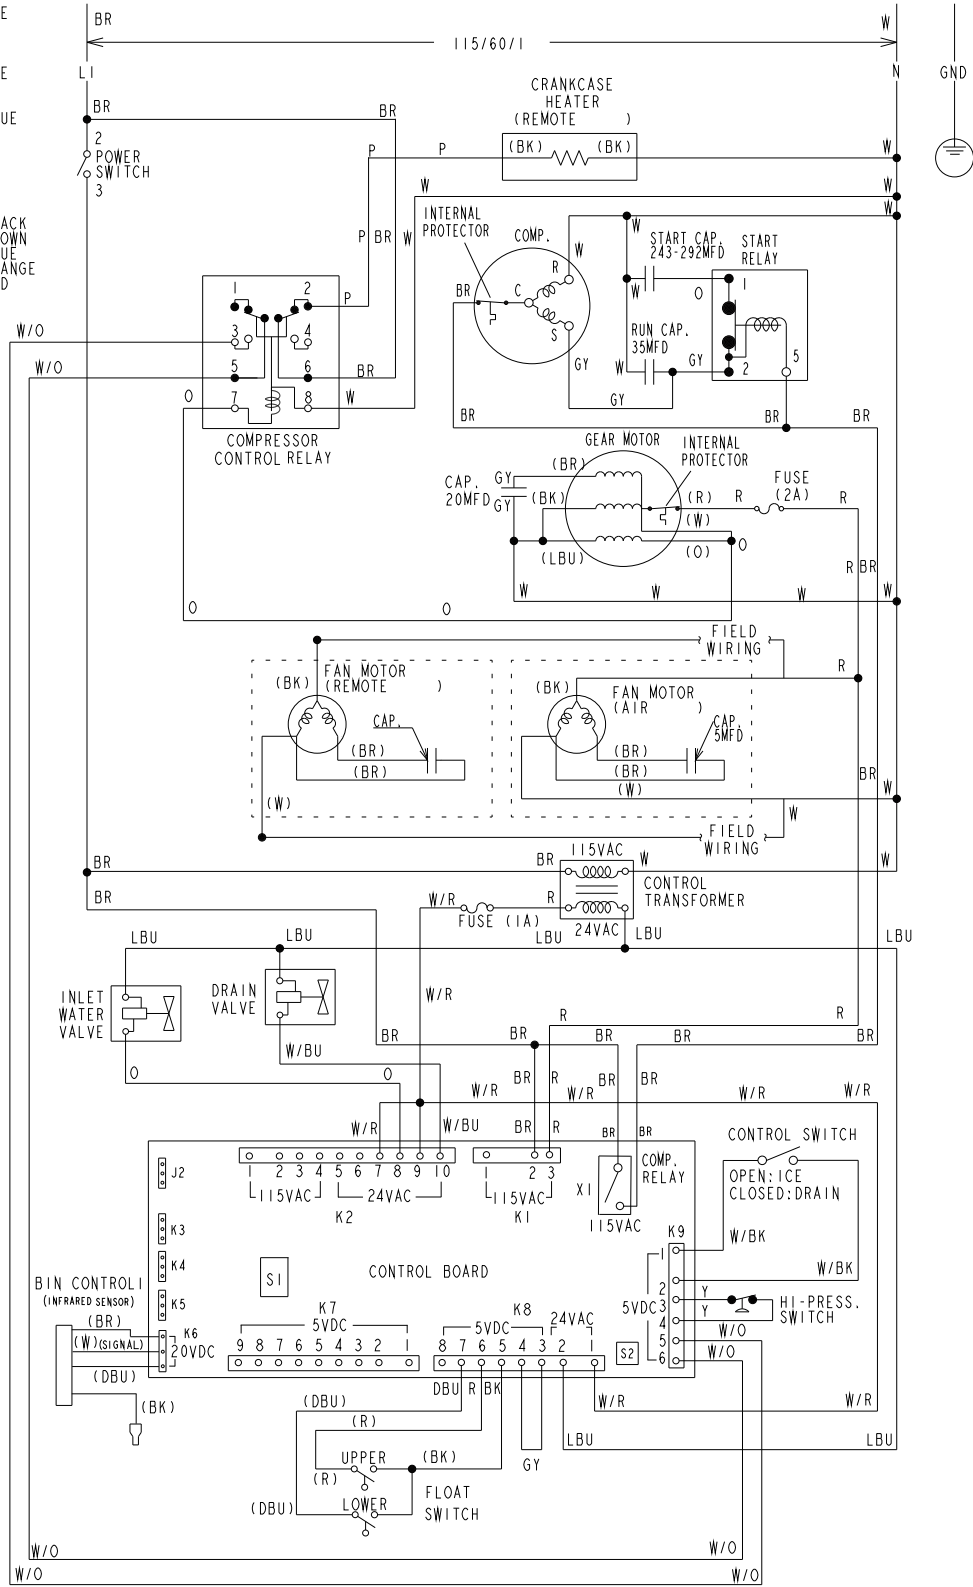 E
BR
W
115/60/1
E
L1
N
GND
UE
BR
BR
CRANKCASE
HEATER
(REMOTE )
2
POWER
SWITCH
3
P
P
(BK)
(BK)
W
W
W
W
ACK
OWN
UE
ANGE
D
P
BR
W
INTERNAL
PROTECTOR
COMP.
W
W
START CAP.
243-292MFD
START
RELAY
R
C
S
BR
W
O
1
1
2
P
3
4
5
6
7
8
BR
W
W/O
W/O
O
COMPRESSOR
CONTROL RELAY
RUN CAP.
35MFD
W
GY
GY
2
5
GY
BR
BR
BR
GEAR MOTOR
INTERNAL
PROTECTOR
CAP.
20MFD
GY
GY
(BR)
(BK)
(LBU)
(R)
(W)
(O)
R
FUSE
(2A)
R
O
R
BR
W
W
W
W
O
O
FIELD
WIRING
R
(BK)
FAN MOTOR
(REMOTE )
CAP.
(BR)
(BR)
(W)
(BK)
FAN MOTOR
(AIR )
CAP.
5MFD
(BR)
(BR)
(W)
BR
W
W
FIELD
WIRING
BR
BR
115VAC
W
W
CONTROL
TRANSFORMER
BR
W/R
R
FUSE (1A)
24VAC
LBU
LBU
LBU
LBU
LBU
INLET
WATER
VALVE
DRAIN
VALVE
W/R
R
R
W/BU
BR
BR
BR
BR
O
O
BR
R
BR
BR
W/R
W/R
W/R
W/R
W/R
W/BU
BR
R
BR
BR
CONTROL SWITCH
OPEN:ICE
CLOSED:DRAIN
J2
1 2 3 4 5 6 7 8 9 10
115VAC
24VAC
K2
1 2 3
115VAC
K1
X1
COMP.
RELAY
115VAC
K3
K4
K5
S1
CONTROL BOARD
K9
W/BK
W/BK
1
2
3
4
5
6
5VDC
Y
Y
HI-PRESS.
SWITCH
W/O
W/O
BIN CONTROL1
(INFRARED SENSOR)
(BR)
(W)(SIGNAL)
(DBU)
(BK)
K6
20VDC
K7
5VDC
9 8 7 6 5 4 3 2 1
K8
5VDC
24VAC
8 7 6 5 4 3 2 1
S2
DBU
R
BK
(DBU)
(R)
W/R
W/R
UPPER
(R)
(BK)
GY
LBU
LBU
(DBU)
LOWER
FLOAT
SWITCH
W/O
W/O
W/O
W/O